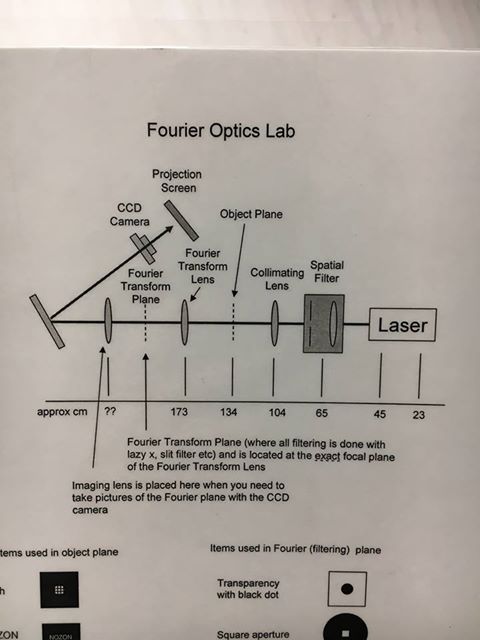 Fourier Optics Lab
Projection
Screen
CCD
Camera
Object Plane
Fourier
Transform
Lens
Fourier
Transform
Plane
Collimating
Lens
Spatial
Filter
Laser
approx cm ?? 173 134 104 65 45 23
Fourier Transform Plane (where all filtering is done with
lazy x, slit filter etc) and is located at the exact focal plane
of the Fourier Transform Lens
Imaging lens is placed here when you need to
take pictures of the Fourier plane with the CCD
camera
tems used in object plane
h
ZON
NOZON
Items used in Fourier (filtering) plane
Transparency
with black dot
Square aperture